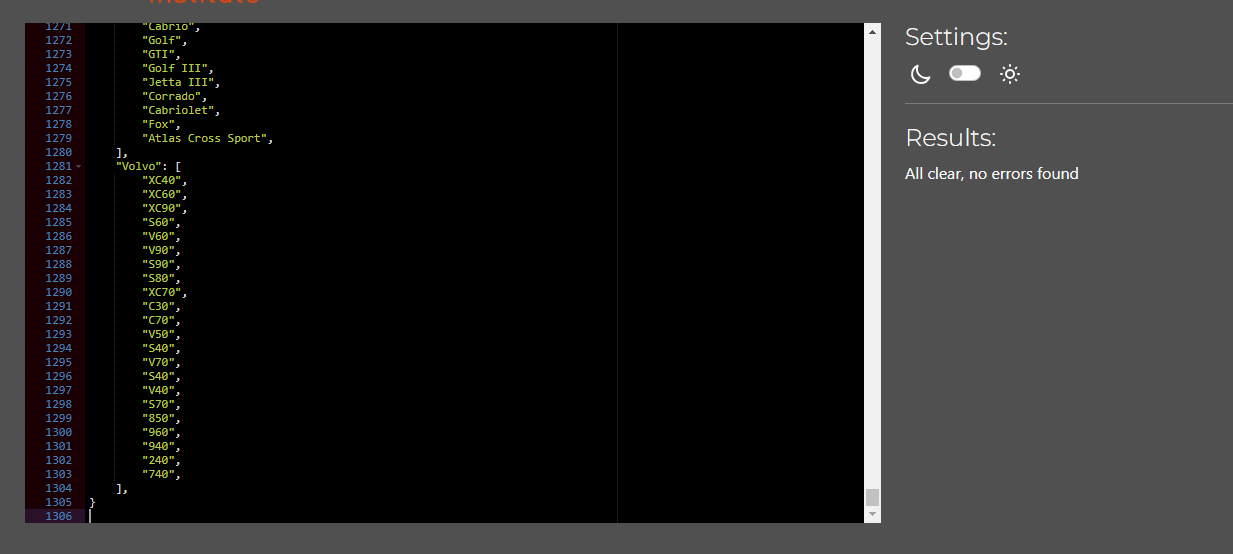 Institute
1271 "Cabrio",
1272 "Golf",
1273 "GTI",
1274 "Golf III",
1275 "Jetta III",
1276 "Corrado",
1277 "Cabriolet",
1278 "Fox",
1279 "Atlas Cross Sport",
1280 ],
1281 "Volvo": [
1282 "XC40",
1283 "XC60",
1284 "XC90",
1285 "S60",
1286 "V60",
1287 "V90",
1288 "S90",
1289 "S80",
1290 "XC70",
1291 "C30",
1292 "C70",
1293 "V50",
1294 "S40",
1295 "V70",
1296 "S40",
1297 "V40",
1298 "S70",
1299 "850",
1300 "960",
1301 "940",
1302 "240",
1303 "740",
1304 ],
1305 }
1306
Settings:
Results:
All clear, no errors found